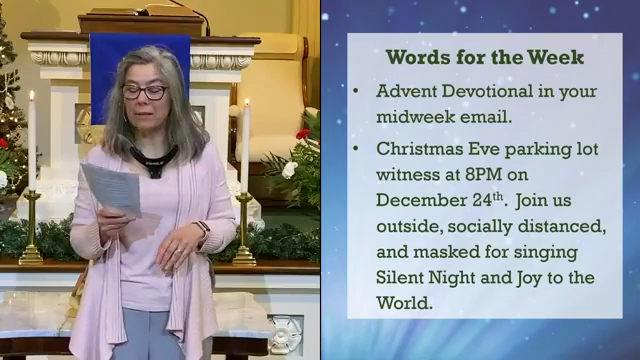 Words for the Week
• Advent Devotional in your
midweek email.
• Christmas Eve parking lot
witness at 8PM on
December 24th. Join us
outside, socially distanced,
and masked for singing
Silent Night and Joy to the
World.